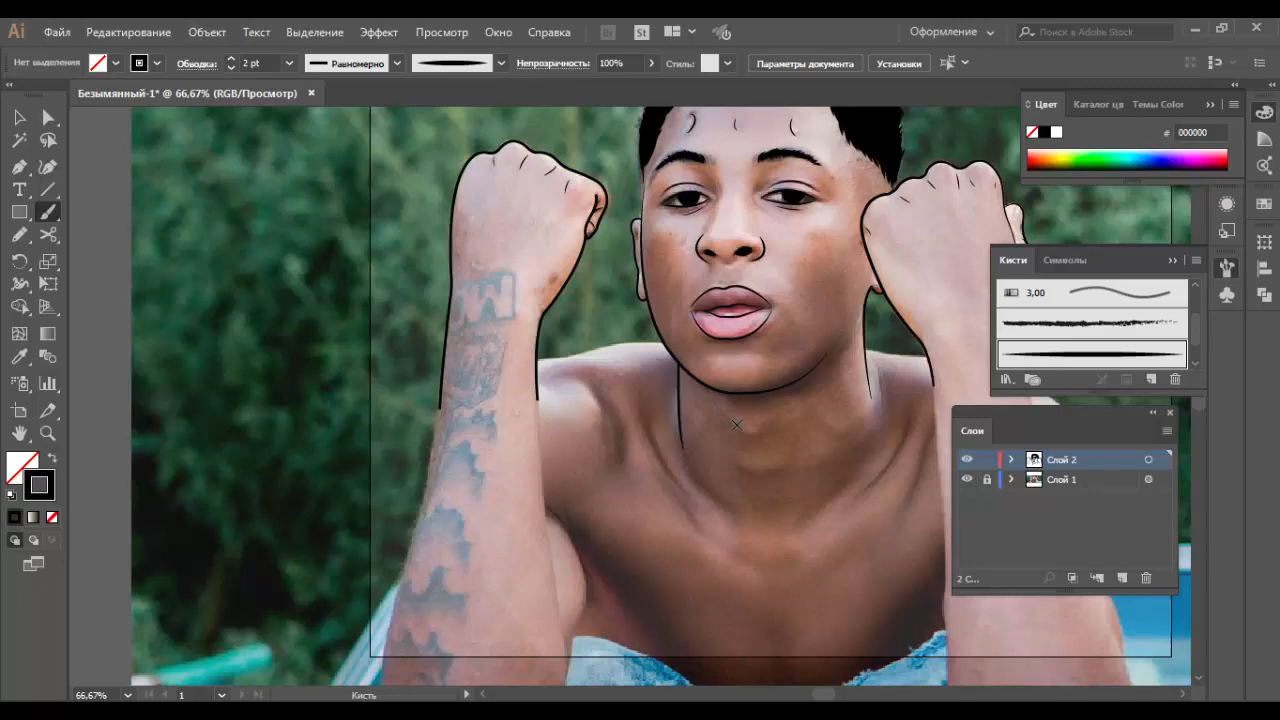 Ai Файл Редактирование Объект Текст Выделение Эффект Просмотр Окно Справка Br St Оформление Поиск в Adobe Stock
Нет выделения Обводка: 2 pt Равномерно Непрозрачность: 100% Стиль: Параметры документа Установки
Безымянный-1* @ 66,67% (RGB/Просмотр)
Цвет Каталог цв Темы Color
# 000000
Кисти Символы
3,00
Слои
Слой 2
Слой 1
2 С...
66,67% 1 Кисть